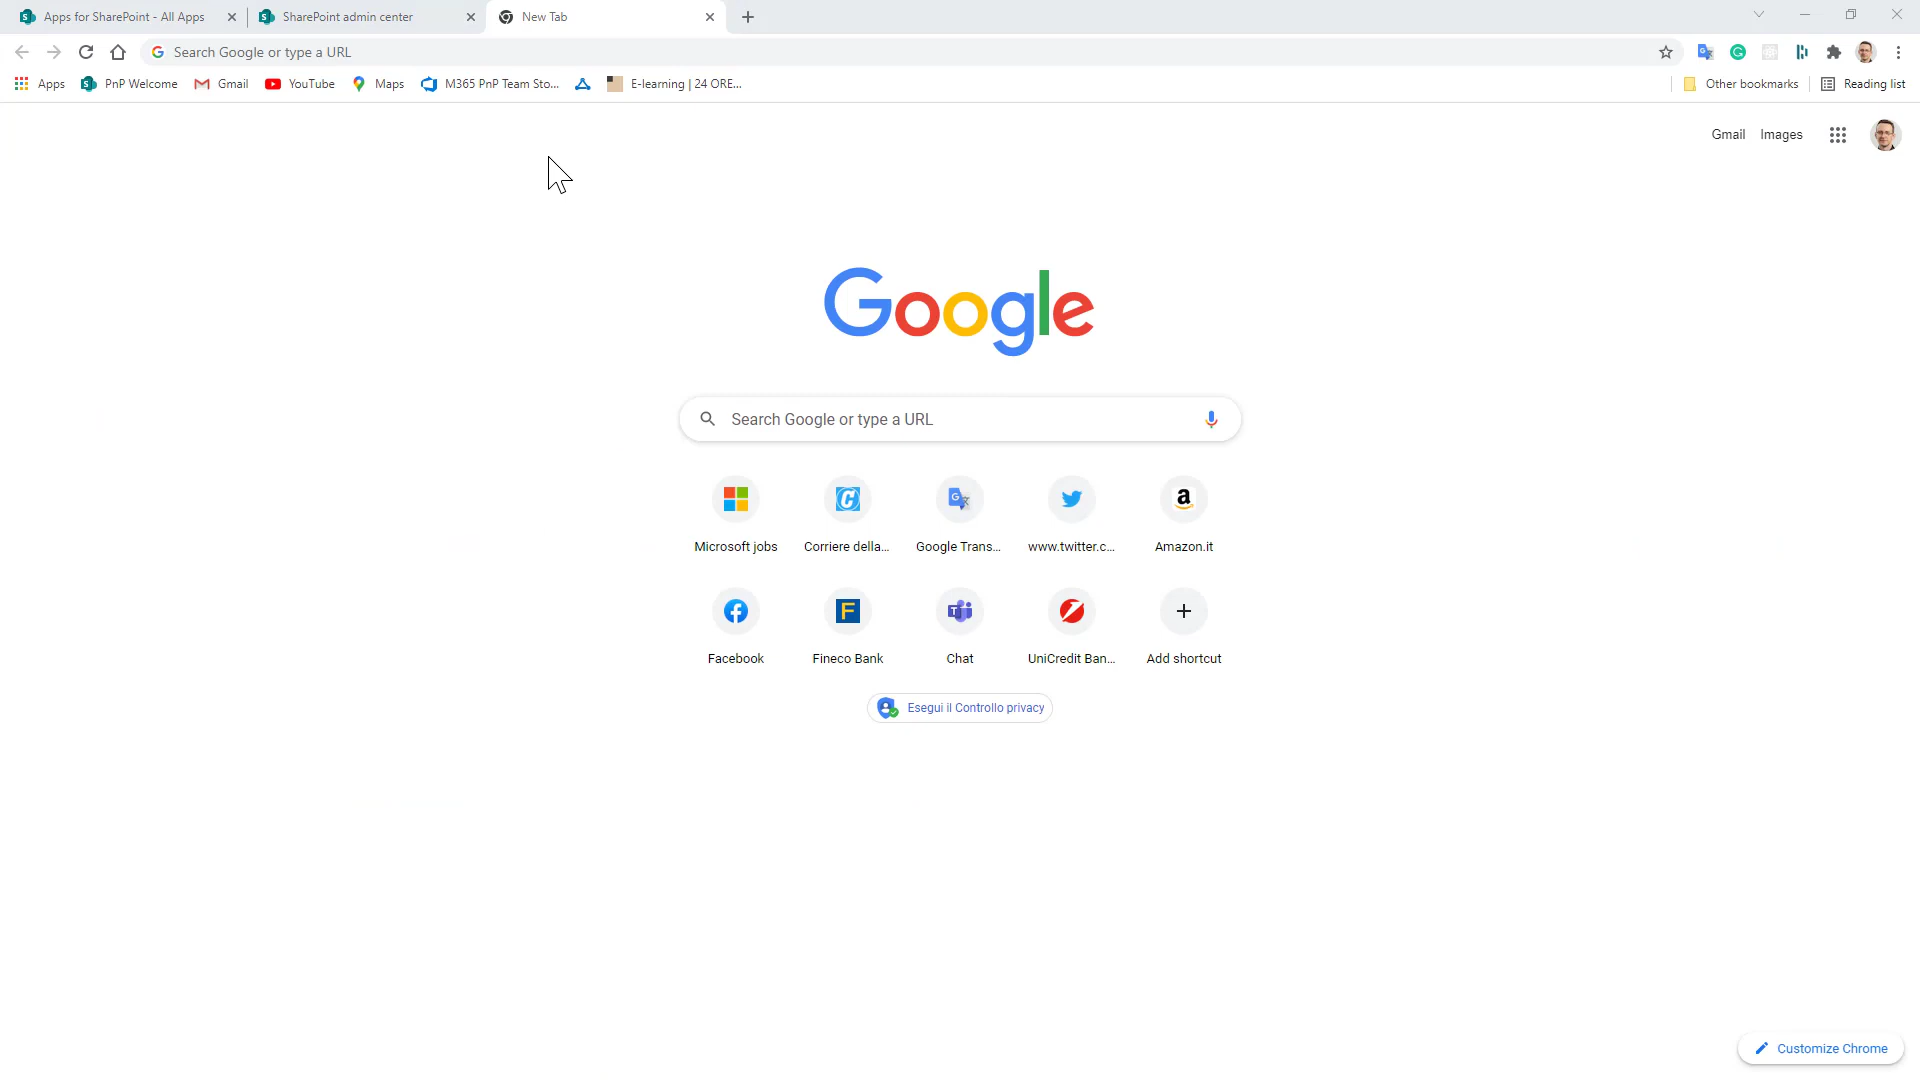 Apps for SharePoint - All Apps
SharePoint admin center
New Tab
Search Google or type a URL
Apps
PnP Welcome
Gmail
YouTube
Maps
M365 PnP Team Sto...
E-learning | 24 ORE...
Other bookmarks
Reading list
Gmail
Images
Google
Search Google or type a URL
Microsoft jobs
Corriere della...
Google Trans...
www.twitter.c...
Amazon.it
Facebook
Fineco Bank
Chat
UniCredit Ban...
Add shortcut
Esegui il Controllo privacy
Customize Chrome